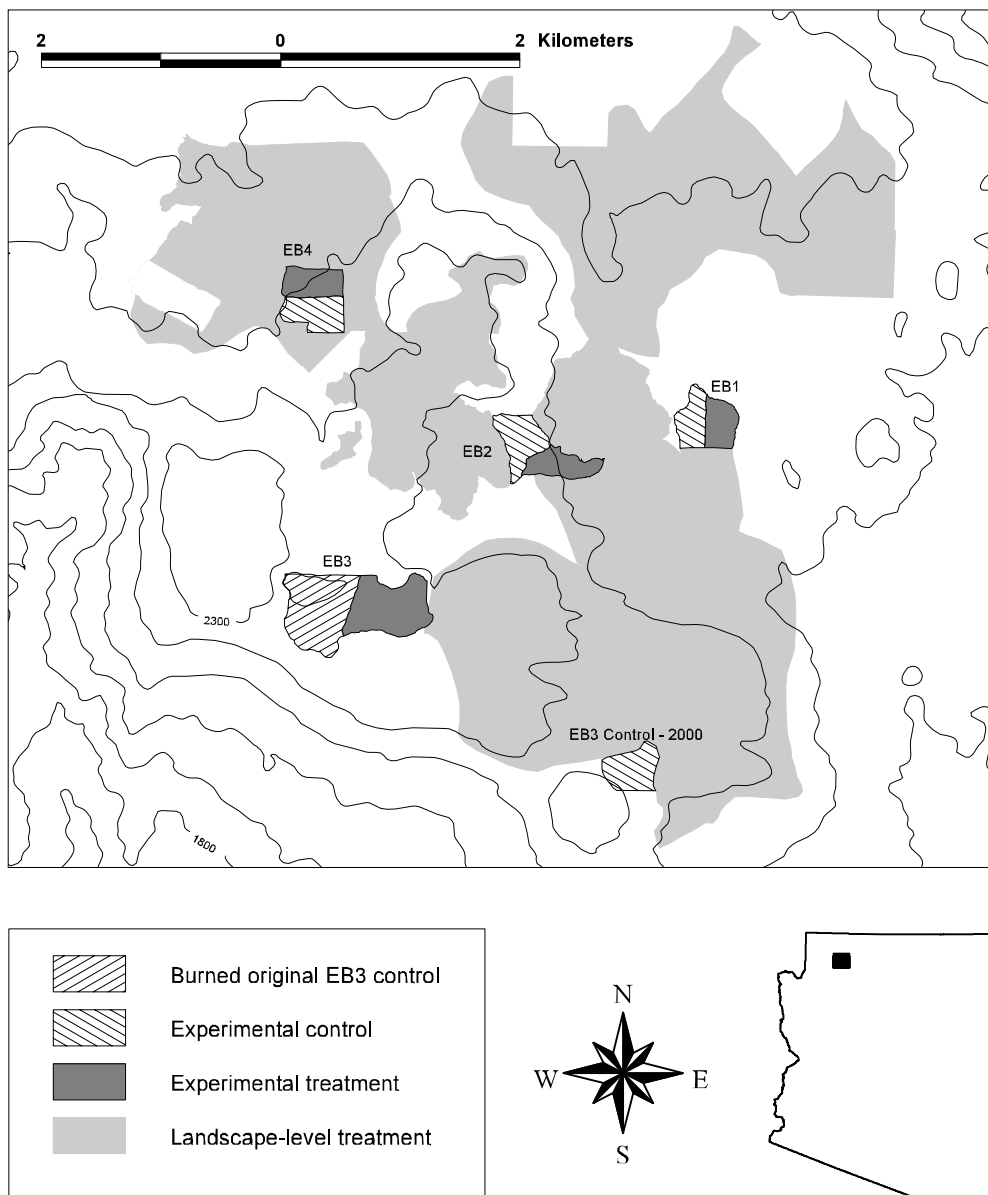 2 0 2 Kilometers
EB4
EB1
EB2
EB3
2300
EB3 Control - 2000
1800
Burned original EB3 control
Experimental control
Experimental treatment
Landscape-level treatment
N
W E
S